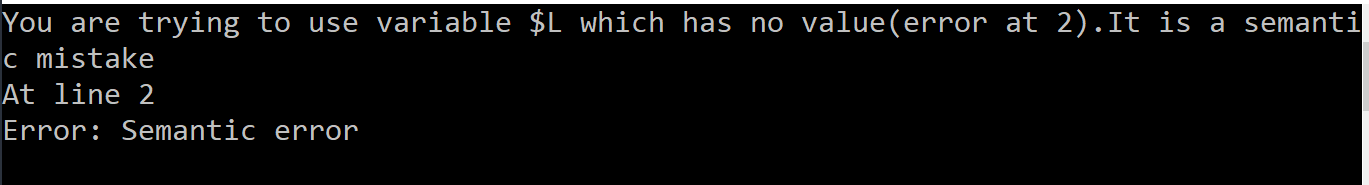 You are trying to use variable $L which has no value(error at 2).It is a semanti
c mistake
At line 2
Error: Semantic error